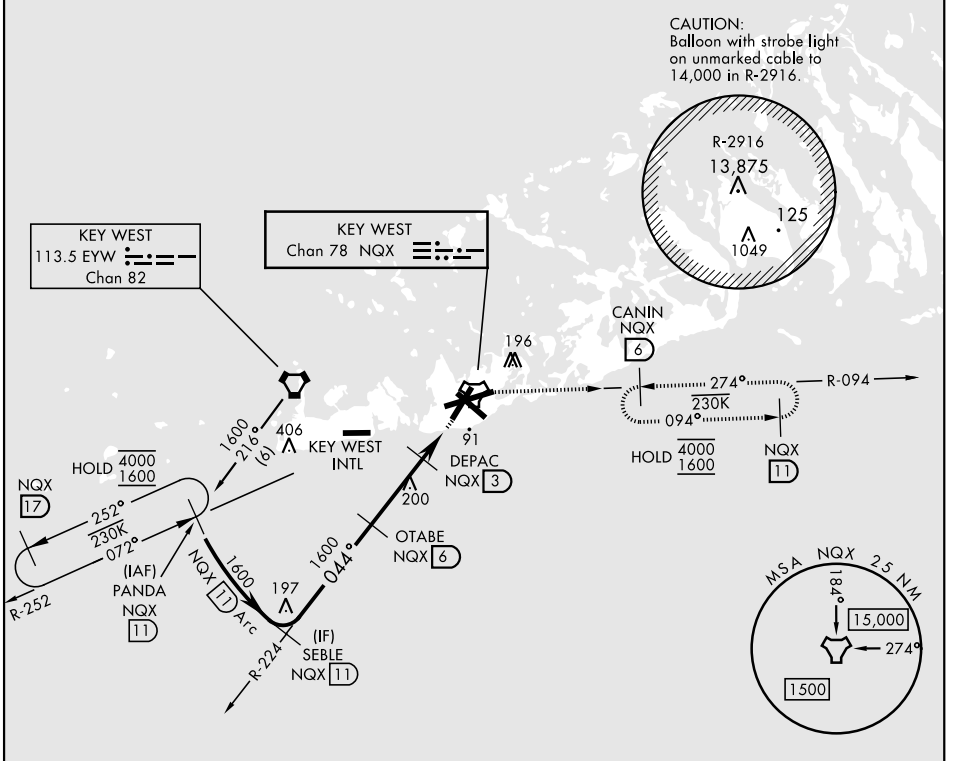 CAUTION:
Balloon with strobe light
on unmarked cable to
14,000 in R-2916.
R-2916
13,875
125
1049
KEY WEST
113.5 EYW
Chan 82
KEY WEST
Chan 78 NQX
CANIN
NQX
6
196
274°
230K
094°
R-094
HOLD 4000
1600
NQX
11
1600
216°
(6)
406
KEY WEST
INTL
91
DEPAC
NQX 3
200
HOLD 4000
1600
NQX
17
252°
230K
072°
R-252
(IAF)
PANDA
NQX
11
1600
NQX 11 Arc
197
1600
044°
OTABE
NQX 6
(IF)
SEBLE
NQX 11
R-224
MSA NQX 25 NM
184°
15,000
274°
1500